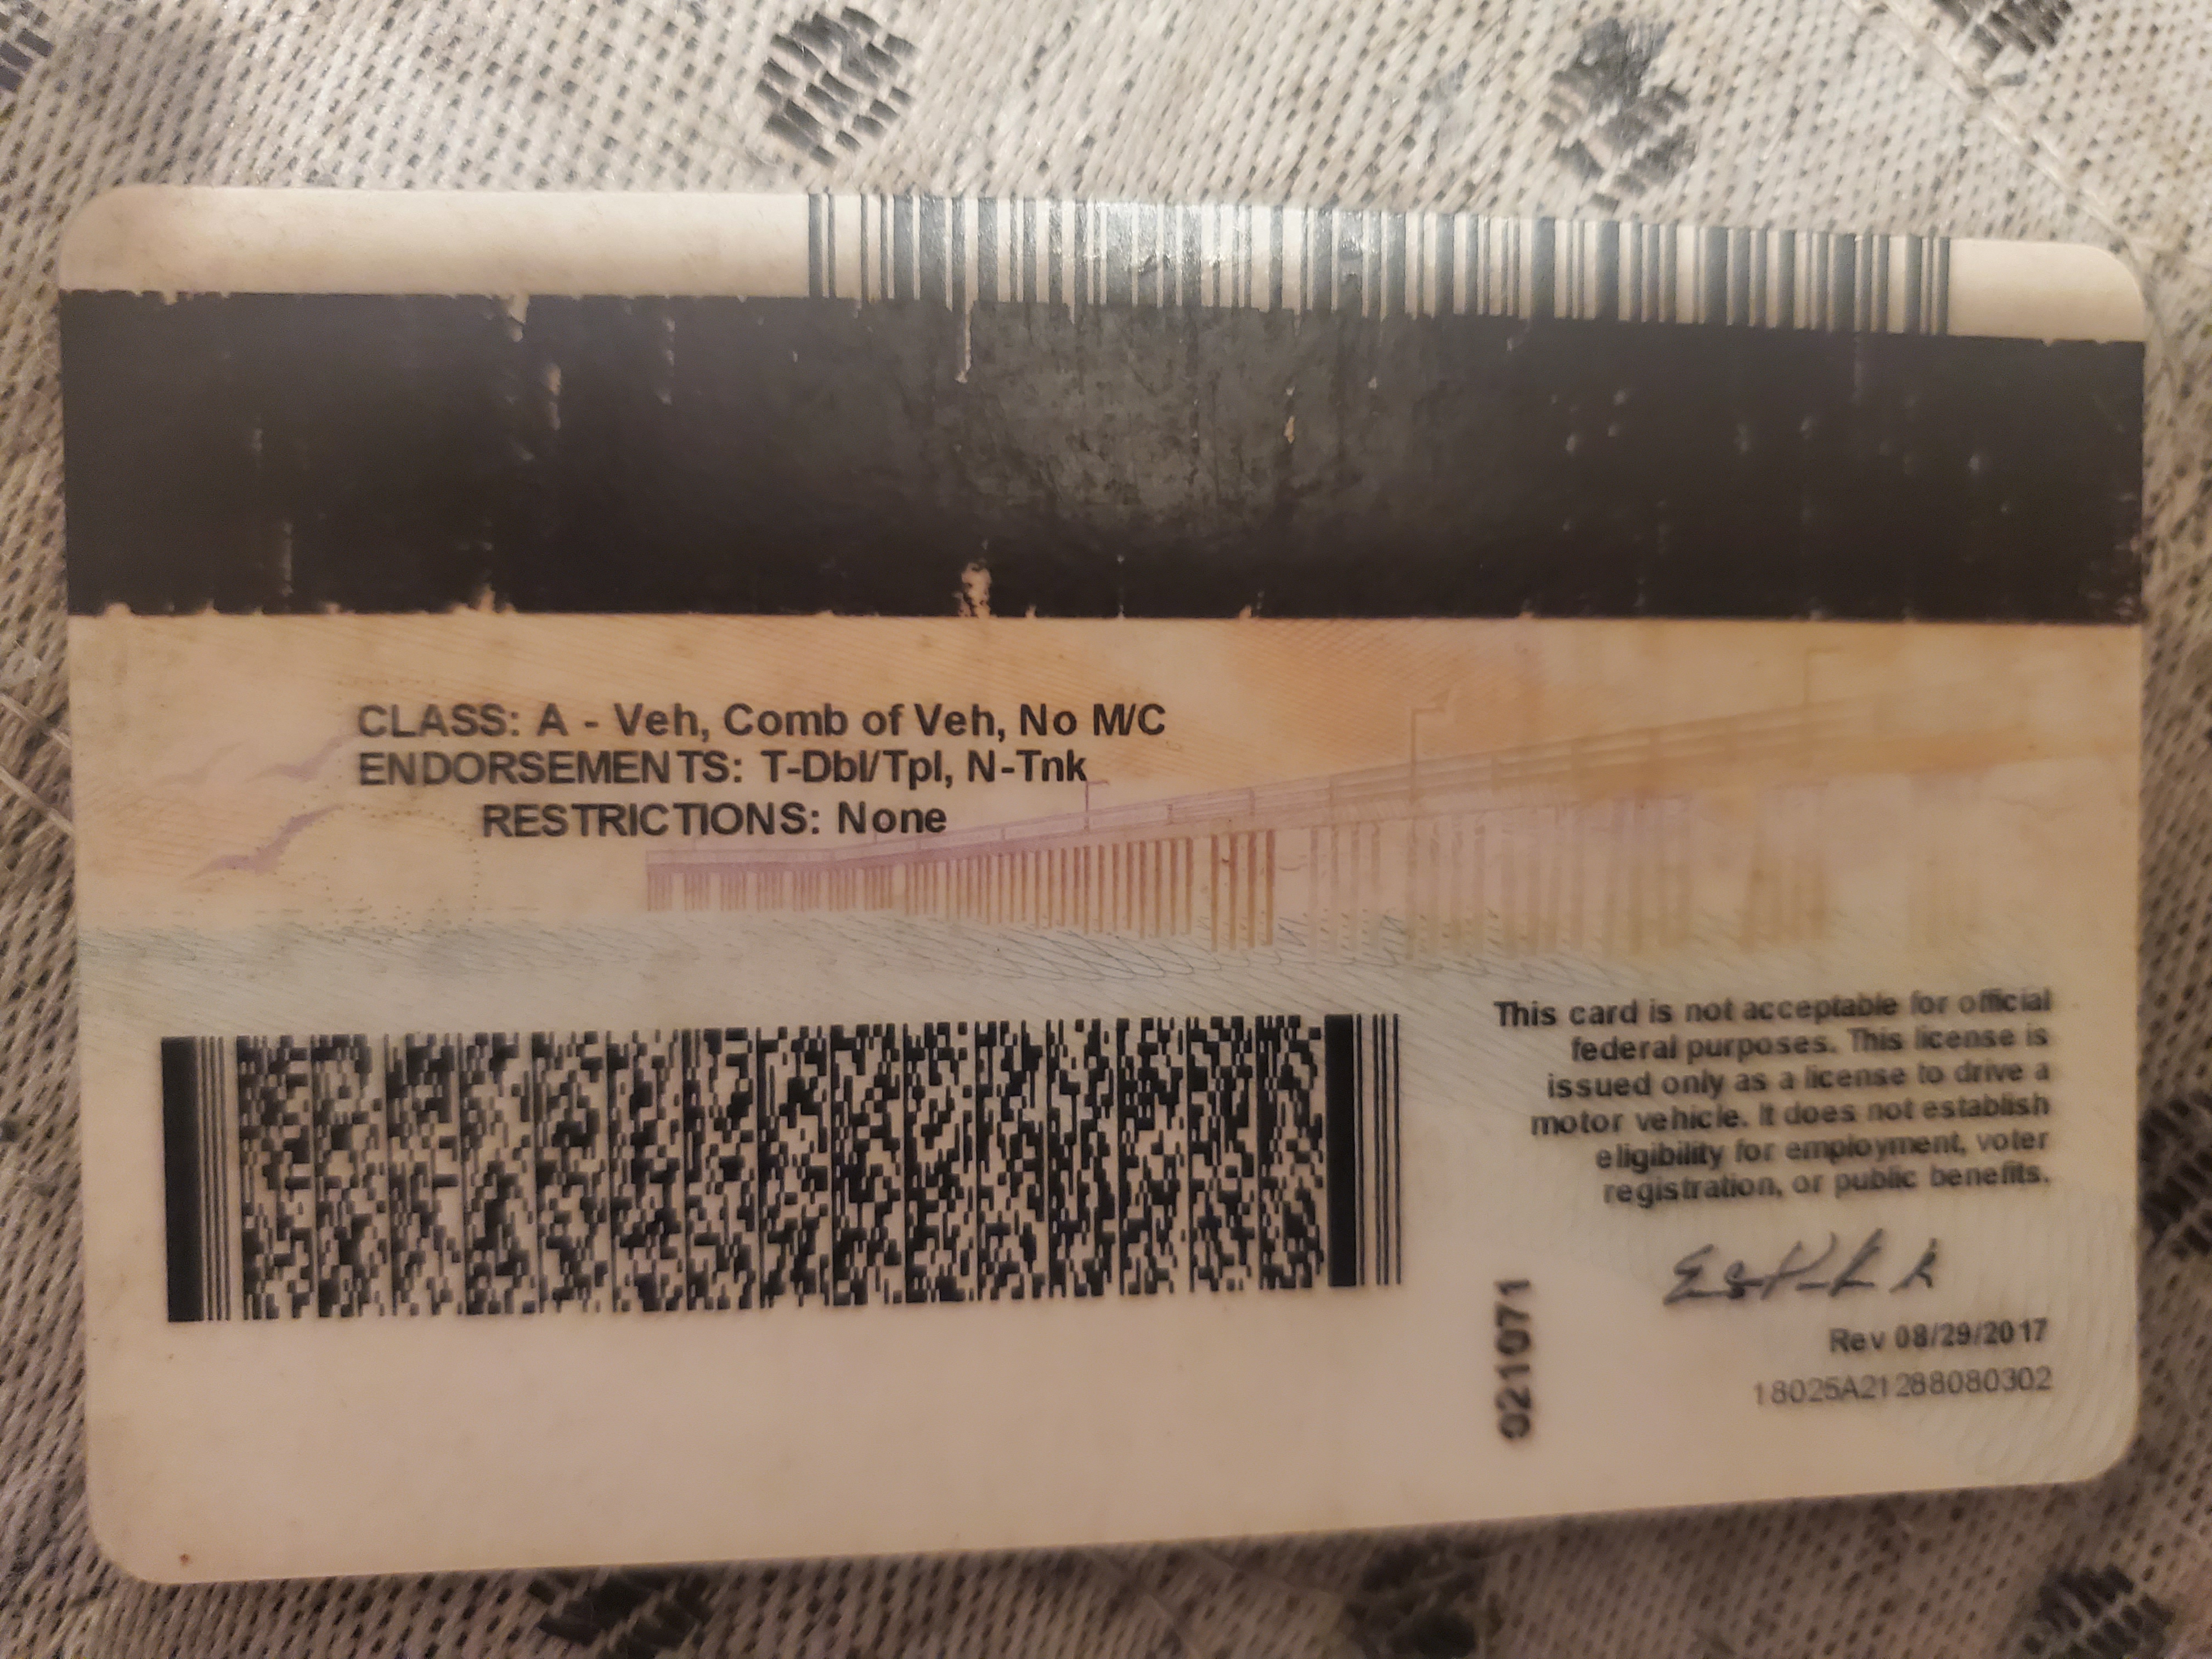 CLASS: A - Veh, Comb of Veh, No M/C
ENDORSEMENTS: T-Dbl/Tpl, N-Tnk
RESTRICTIONS: None
This card is not acceptable for official
federal purposes. This license is
issued only as a license to drive a
motor vehicle. It does not establish
eligibility for employment, voter
registration, or public benefits.
Rev 08/29/2017
18025A21288080302
021071